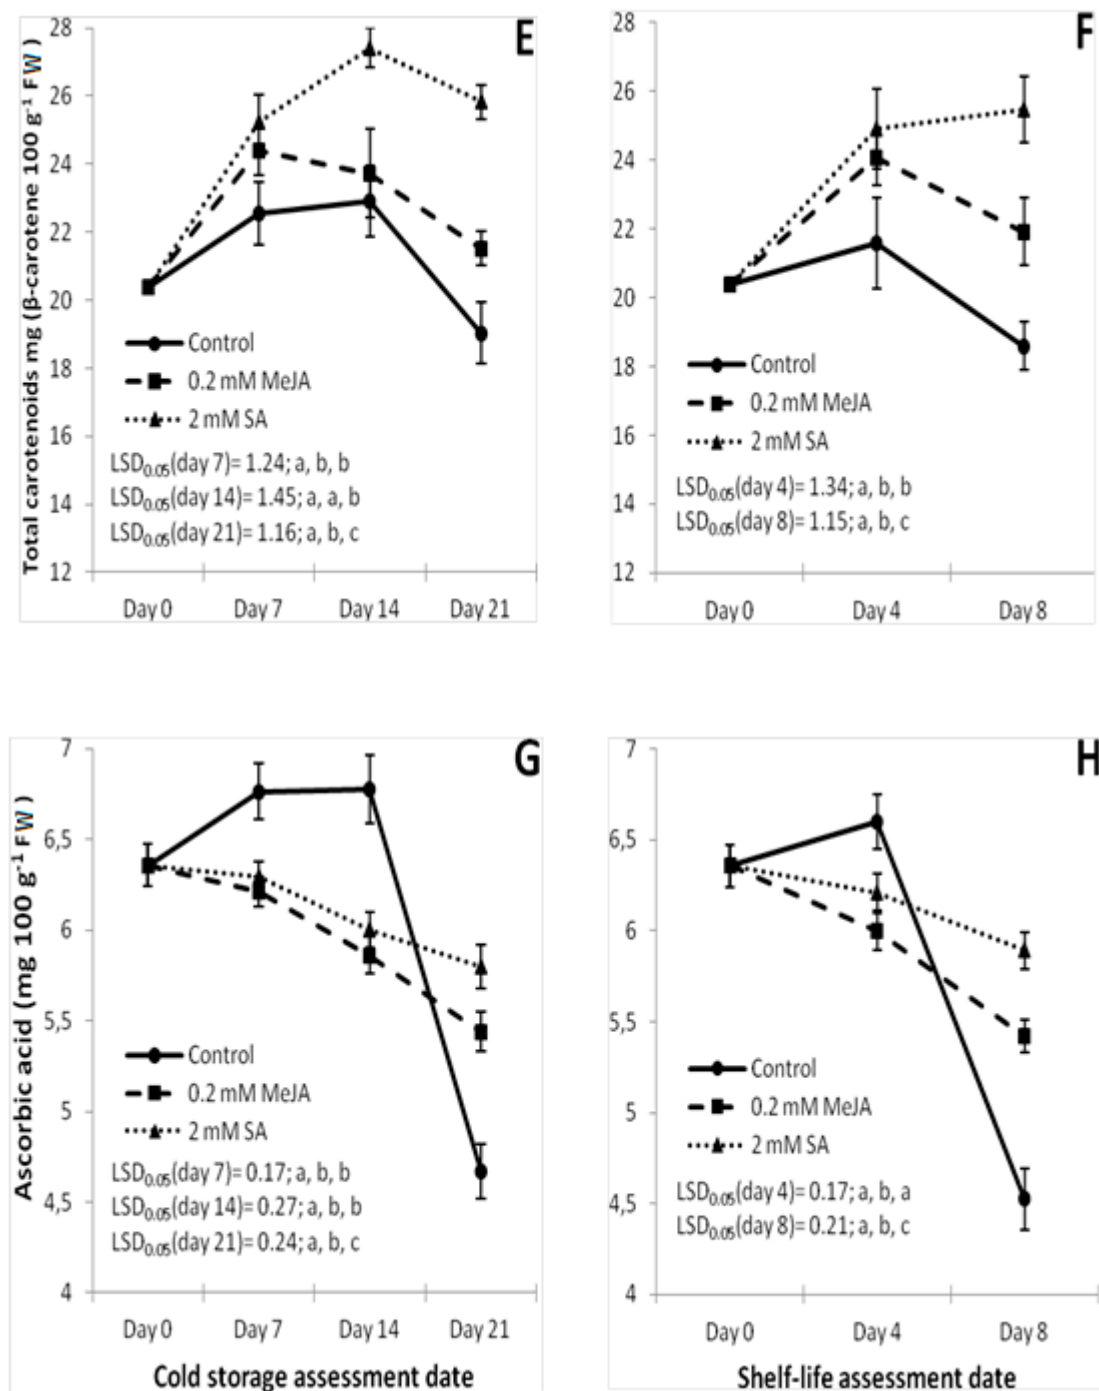 E
Total carotenoids mg (β-carotene 100 g⁻¹ FW)
28
26
24
22
20
18
16
14
12
Control
0.2 mM MeJA
2 mM SA
LSD₀.₀₅(day 7)= 1.24; a, b, b
LSD₀.₀₅(day 14)= 1.45; a, a, b
LSD₀.₀₅(day 21)= 1.16; a, b, c
Day 0 Day 7 Day 14 Day 21
F
28
26
24
22
20
18
16
14
12
Control
0.2 mM MeJA
2 mM SA
LSD₀.₀₅(day 4)= 1.34; a, b, b
LSD₀.₀₅(day 8)= 1.15; a, b, c
Day 0 Day 4 Day 8
G
Ascorbic acid (mg 100 g⁻¹ FW )
7
6,5
6
5,5
5
4,5
4
Control
0.2 mM MeJA
2 mM SA
LSD₀.₀₅(day 7)= 0.17; a, b, b
LSD₀.₀₅(day 14)= 0.27; a, b, b
LSD₀.₀₅(day 21)= 0.24; a, b, c
Day 0 Day 7 Day 14 Day 21
Cold storage assessment date
H
7
6,5
6
5,5
5
4,5
4
Control
0.2 mM MeJA
2 mM SA
LSD₀.₀₅(day 4)= 0.17; a, b, a
LSD₀.₀₅(day 8)= 0.21; a, b, c
Day 0 Day 4 Day 8
Shelf-life assessment date